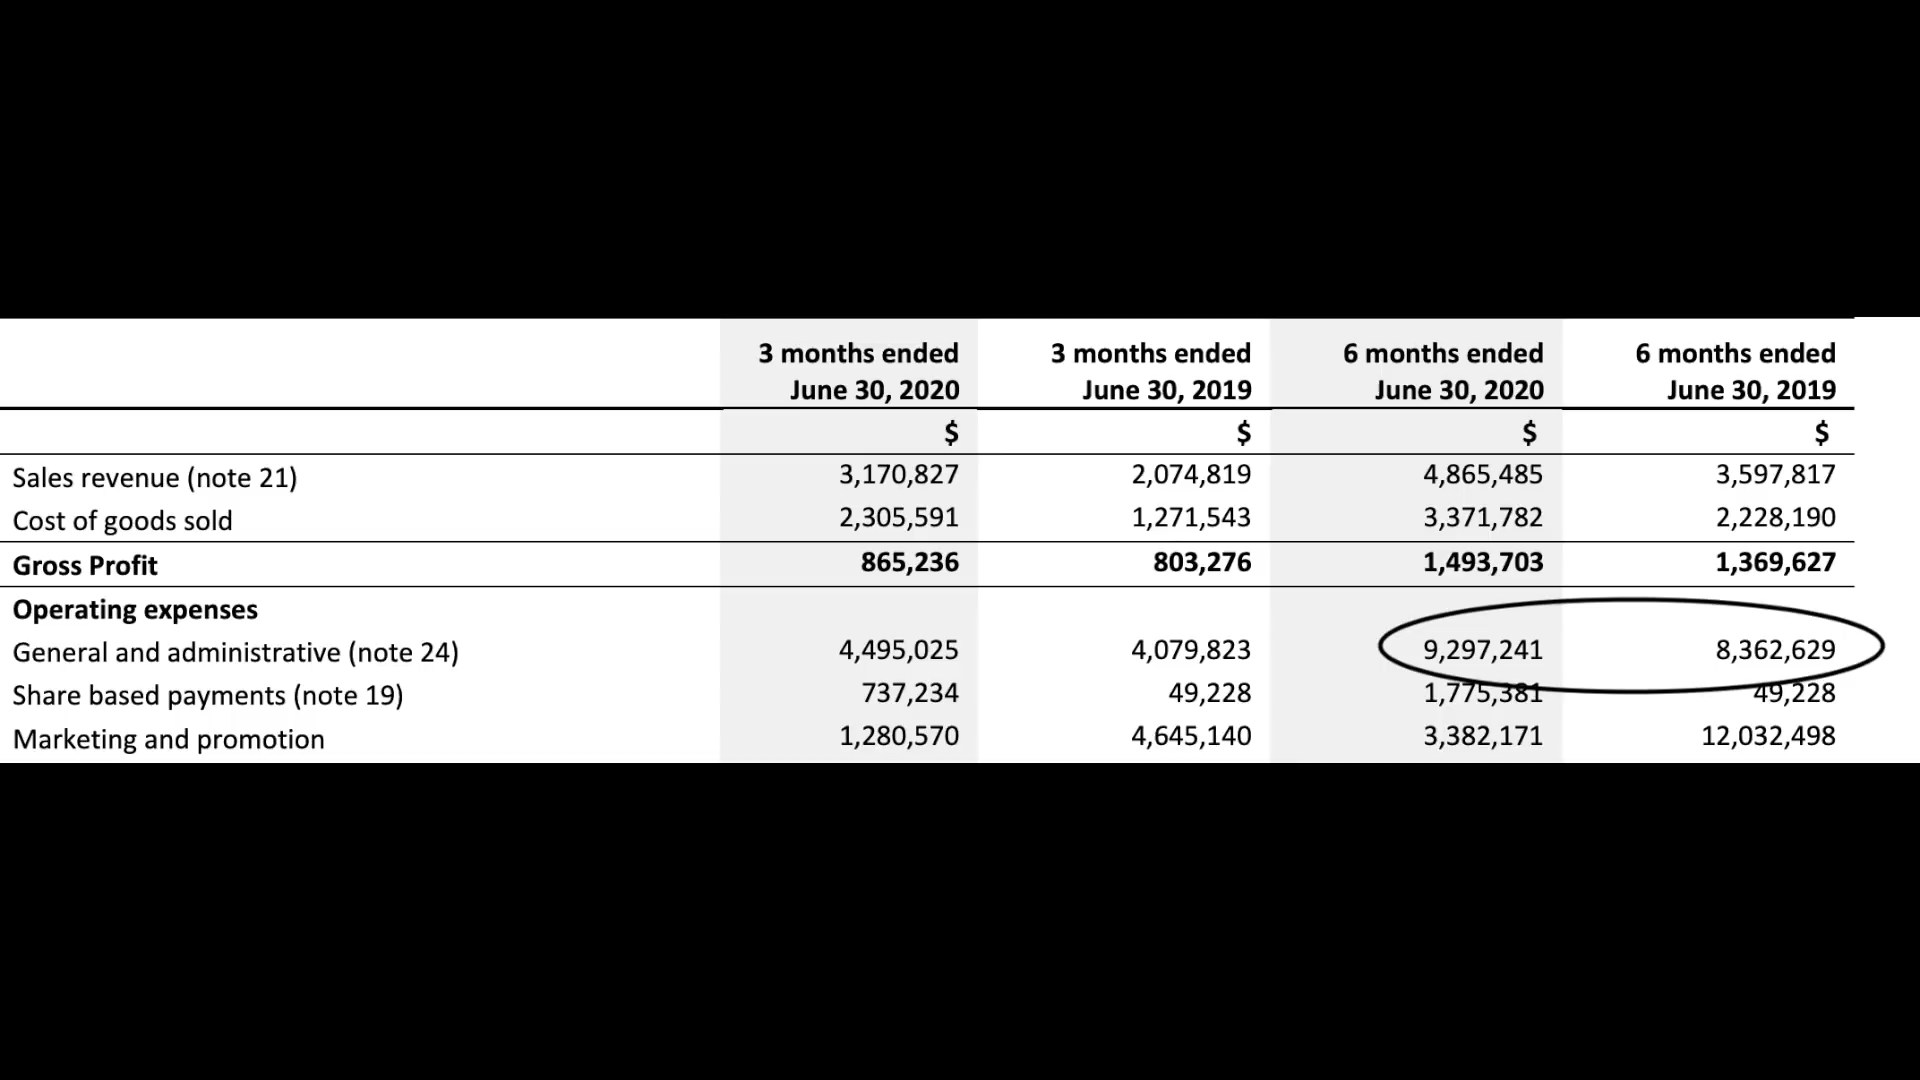 3 months ended 3 months ended 6 months ended 6 months ended
June 30, 2020 June 30, 2019 June 30, 2020 June 30, 2019
$ $ $ $
Sales revenue (note 21) 3,170,827 2,074,819 4,865,485 3,597,817
Cost of goods sold 2,305,591 1,271,543 3,371,782 2,228,190
Gross Profit 865,236 803,276 1,493,703 1,369,627
Operating expenses
General and administrative (note 24) 4,495,025 4,079,823 9,297,241 8,362,629
Share based payments (note 19) 737,234 49,228 1,775,381 49,228
Marketing and promotion 1,280,570 4,645,140 3,382,171 12,032,498